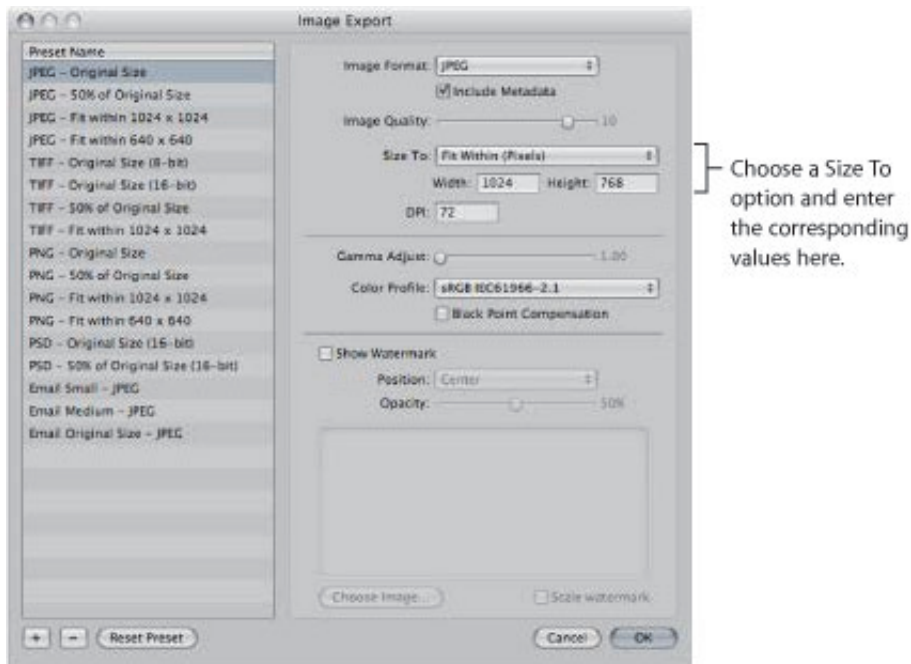 Image Export
Preset Name
JPEG – Original Size
JPEG – 50% of Original Size
JPEG – Fit within 1024 x 1024
JPEG – Fit within 640 x 640
TIFF – Original Size (8-bit)
TIFF – Original Size (16-bit)
TIFF – 50% of Original Size
TIFF – Fit within 1024 x 1024
PNG – Original Size
PNG – 50% of Original Size
PNG – Fit within 1024 x 1024
PNG – Fit within 640 x 640
PSD – Original Size (16-bit)
PSD – 50% of Original Size (16-bit)
Email Small – JPEG
Email Medium – JPEG
Email Original Size – JPEG
+ – Reset Preset
Image Format: JPEG
Include Metadata
Image Quality: 10
Size To: Fit Within (Pixels)
Width: 1024 Height: 768
DPI: 72
Gamma Adjust: 1.00
Color Profile: sRGB IEC61966-2.1
Black Point Compensation
Show Watermark
Position: Center
Opacity: 50%
Choose Image... Scale watermark
Cancel OK
Choose a Size To
option and enter
the corresponding
values here.